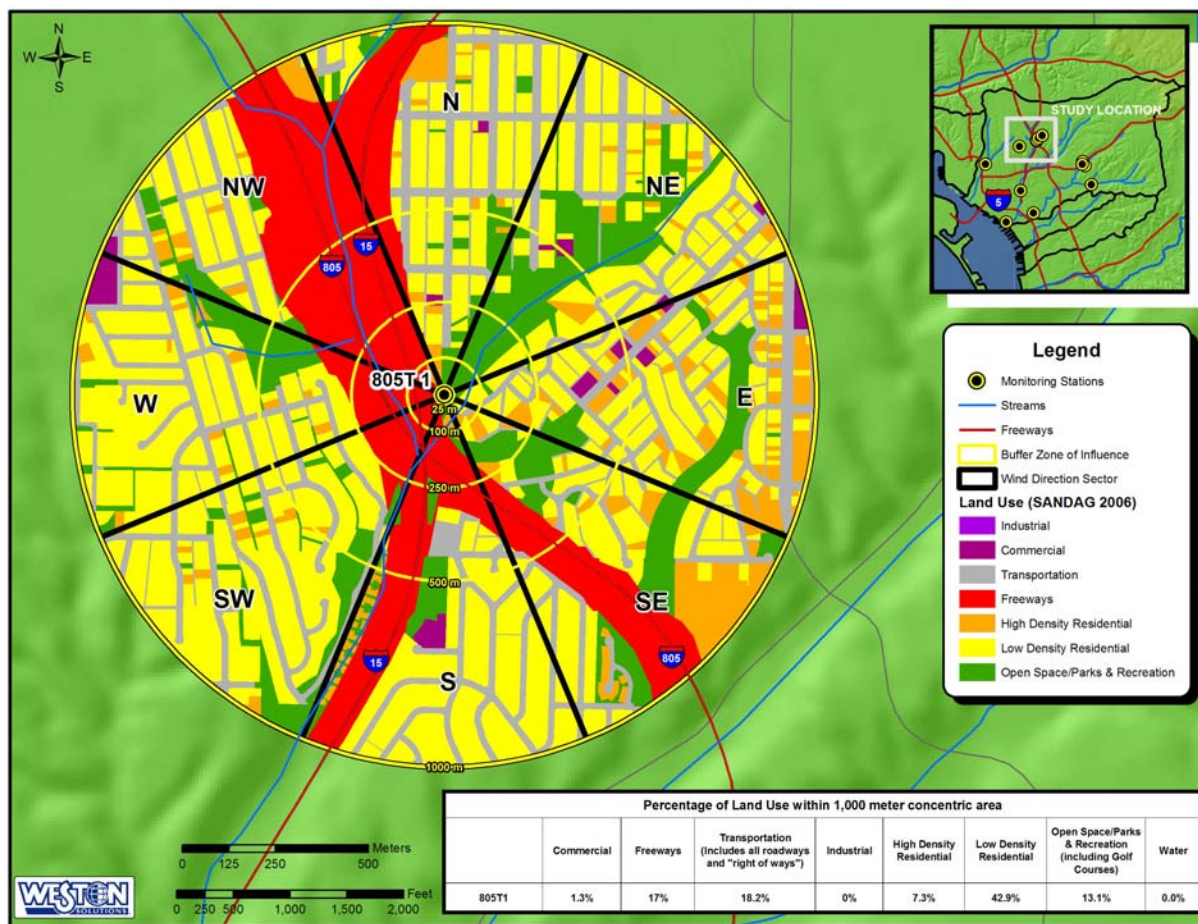 N
W E
S
N
NW
NE
15
805
805T 1
W
E
25 m
100 m
250 m
500 m
SW
SE
15
805
S
1000 m
STUDY LOCATION
5
Legend
Monitoring Stations
Streams
Freeways
Buffer Zone of Influence
Wind Direction Sector
Land Use (SANDAG 2006)
Industrial
Commercial
Transportation
Freeways
High Density Residential
Low Density Residential
Open Space/Parks & Recreation
Meters
0 125 250 500
Feet
0 250 500 1,000 1,500 2,000
WESTON
SOLUTIONS
Percentage of Land Use within 1,000 meter concentric area
Commercial Freeways Transportation (Includes all roadways and "right of ways") Industrial High Density Residential Low Density Residential Open Space/Parks & Recreation (including Golf Courses) Water
805T1 1.3% 17% 18.2% 0% 7.3% 42.9% 13.1% 0.0%